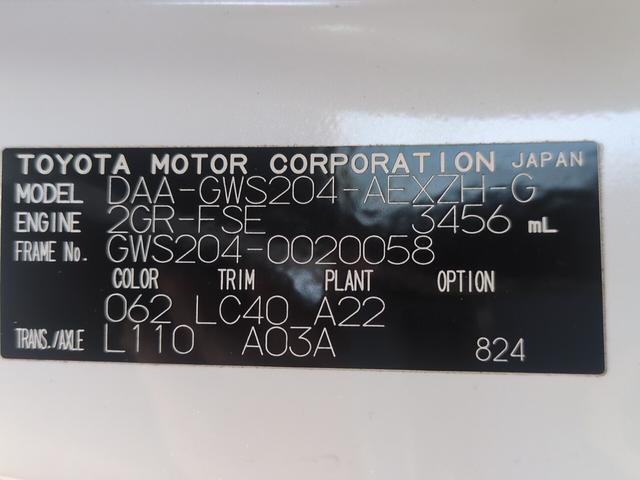 TOYOTA MOTOR CORPORATION JAPAN
MODEL DAA-GWS204-AEXZH-G
ENGINE 2GR-FSE 3456 mL
FRAME No. GWS204-0020058
COLOR TRIM PLANT OPTION
062 LC40 A22
TRANS./AXLE L110 A03A 824